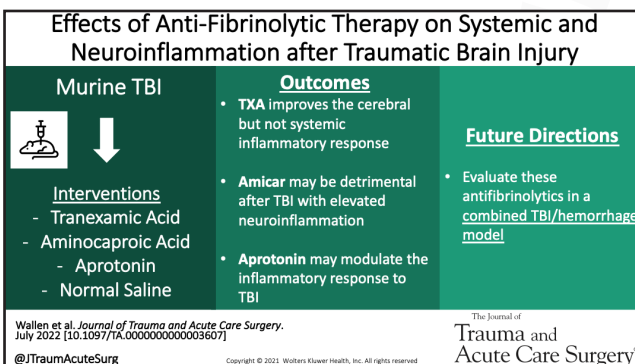 Effects of Anti-Fibrinolytic Therapy on Systemic and
Neuroinflammation after Traumatic Brain Injury
Murine TBI
Interventions
- Tranexamic Acid
- Aminocaproic Acid
- Aprotonin
- Normal Saline
Outcomes
• TXA improves the cerebral
but not systemic
inflammatory response
• Amicar may be detrimental
after TBI with elevated
neuroinflammation
• Aprotonin may modulate the
inflammatory response to
TBI
Future Directions
• Evaluate these
antifibrinolytics in a
combined TBI/hemorrhage
model
Wallen et al. Journal of Trauma and Acute Care Surgery.
July 2022 [10.1097/TA.0000000000003607]
@JTraumAcuteSurg
Copyright © 2021 Wolters Kluwer Health, Inc. All rights reserved
The Journal of
Trauma and
Acute Care Surgery®